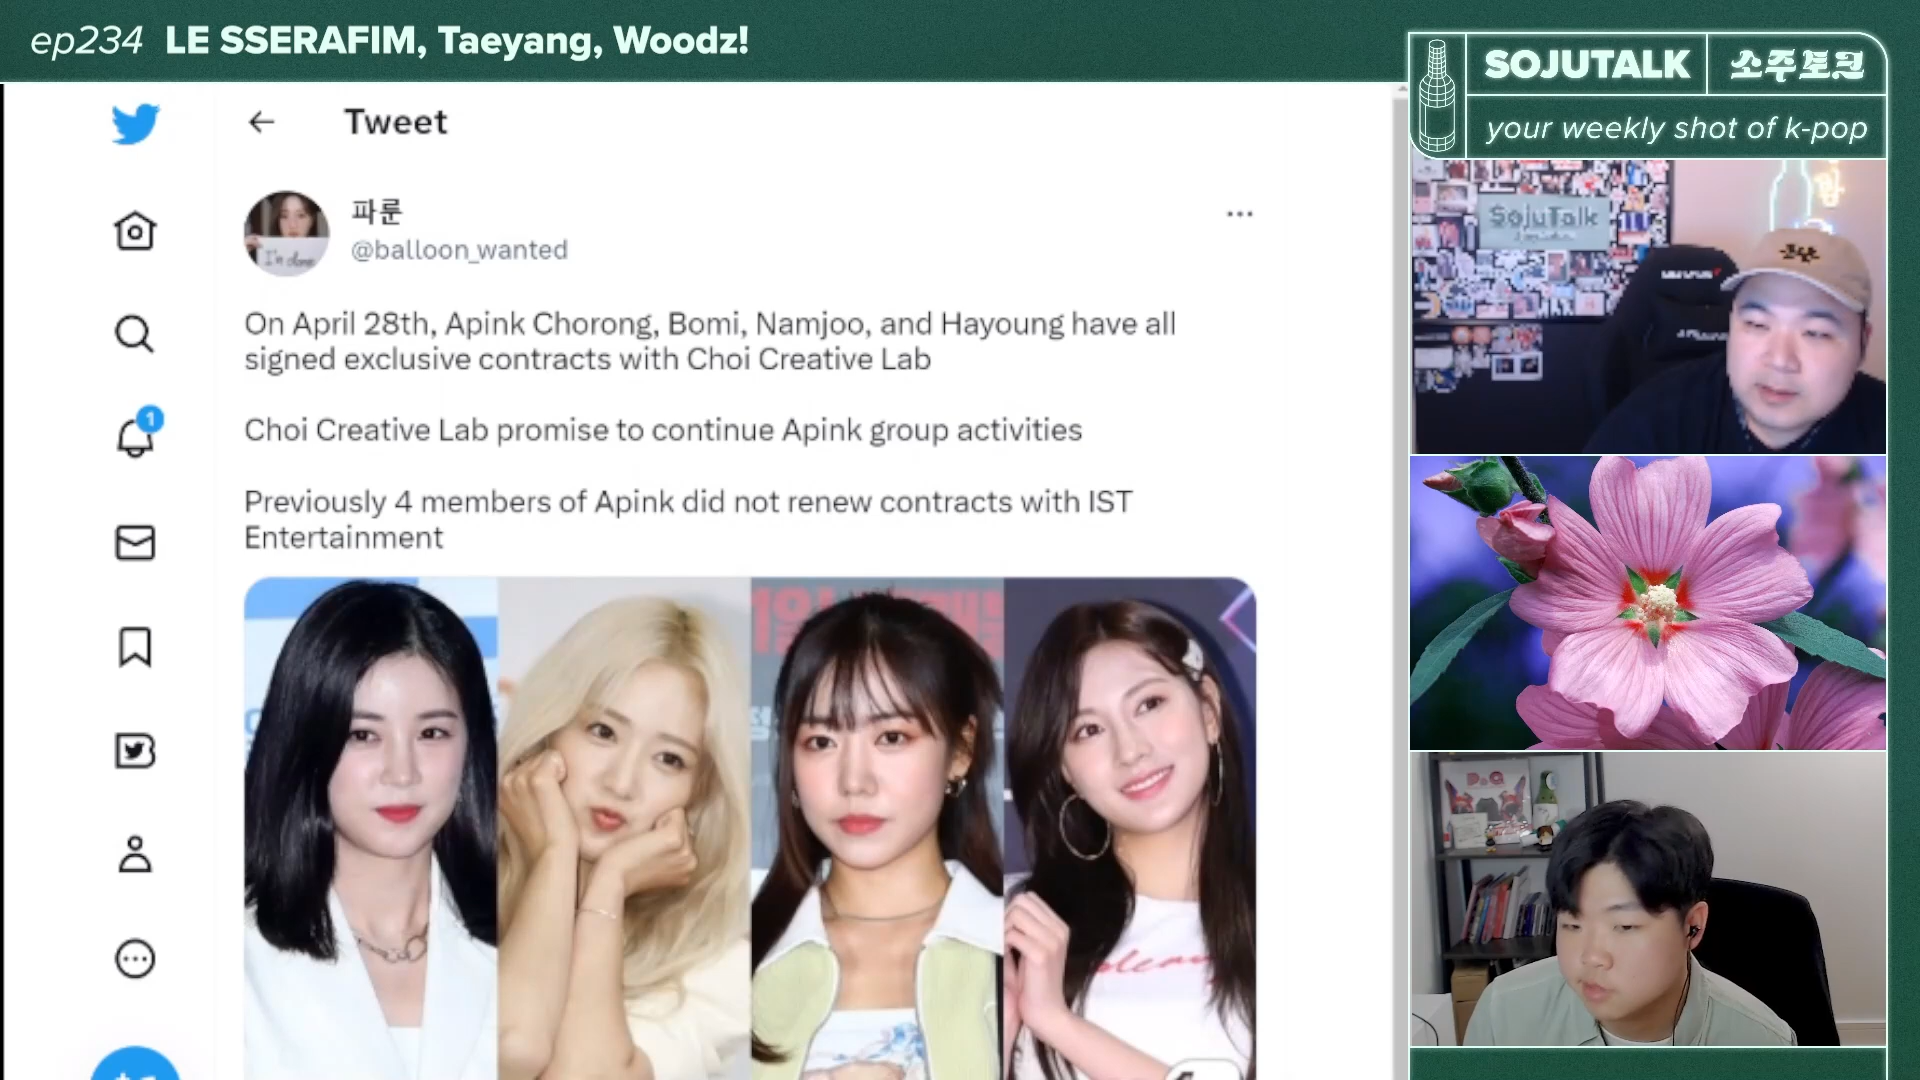 ep234 LE SSERAFIM, Taeyang, Woodz!
SOJUTALK 소주토크
your weekly shot of k-pop
Tweet
파룬
@balloon_wanted
I'm done
1
On April 28th, Apink Chorong, Bomi, Namjoo, and Hayoung have all
signed exclusive contracts with Choi Creative Lab
Choi Creative Lab promise to continue Apink group activities
Previously 4 members of Apink did not renew contracts with IST
Entertainment
SojuTalk